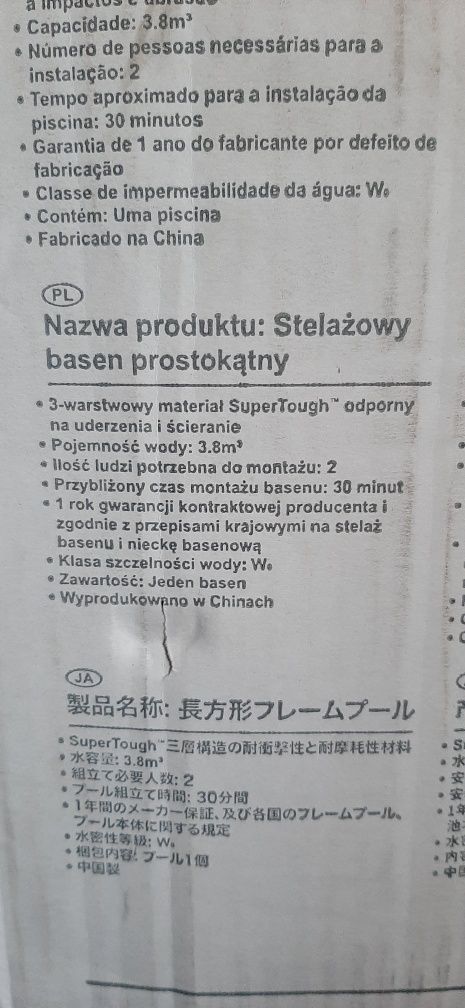 a impactos e abrasão
• Capacidade: 3.8m³
• Número de pessoas necessárias para a
instalação: 2
• Tempo aproximado para a instalação da
piscina: 30 minutos
• Garantia de 1 ano do fabricante por defeito de
fabricação
• Classe de impermeabilidade da água: W₀
• Contém: Uma piscina
• Fabricado na China
PL
Nazwa produktu: Stelażowy
basen prostokątny
• 3-warstwowy materiał SuperTough™ odporny
na uderzenia i ścieranie
• Pojemność wody: 3.8m³
• Ilość ludzi potrzebna do montażu: 2
• Przybliżony czas montażu basenu: 30 minut
• 1 rok gwarancji kontraktowej producenta i
zgodnie z przepisami krajowymi na stelaż
basenu i nieckę basenową
• Klasa szczelności wody: W₀
• Zawartość: Jeden basen
• Wyprodukowano w Chinach
JA
製品名称: 長方形フレームプール
• SuperTough™三層構造の耐衝撃性と耐摩耗性材料
• 水容量: 3.8m³
• 組立て必要人数: 2
• プール組立て時間: 30分間
• 1年間のメーカー保証、及び各国のフレームプール、
プール本体に関する規定
• 水密性等級: W₀
• 梱包内容: プール1個
• 中国製